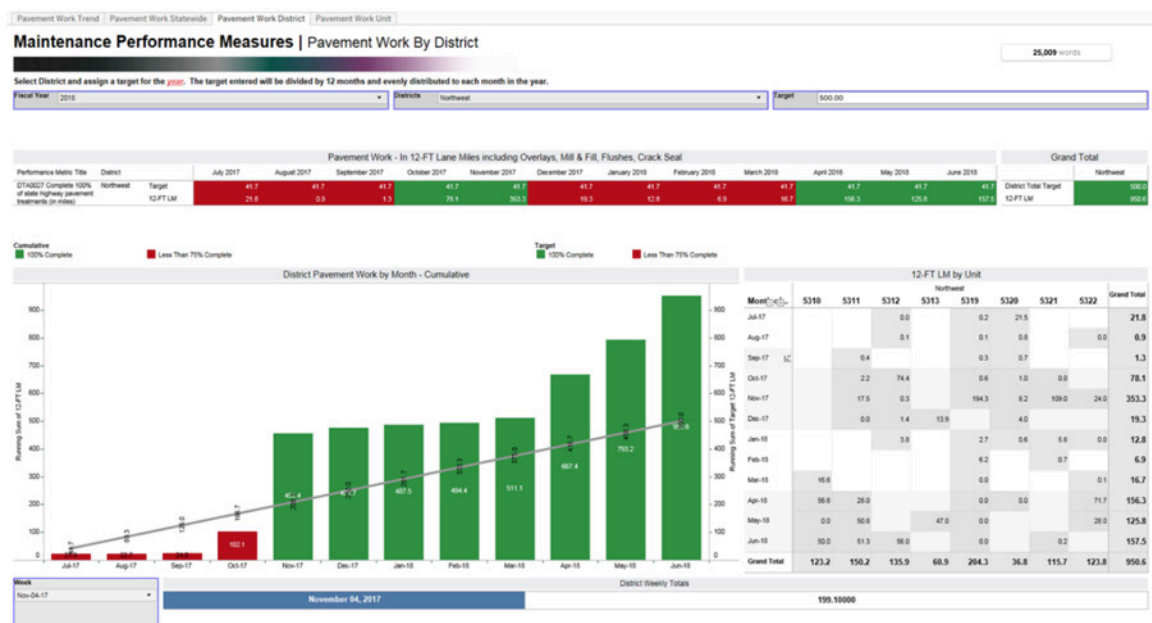 Pavement Work Trend Pavement Work Statewide Pavement Work District Pavement Work Unit
Maintenance Performance Measures | Pavement Work By District
25,009 words
Select District and assign a target for the year. The target entered will be divided by 12 months and evenly distributed to each month in the year.
Fiscal Year 2018 Districts Northwest Target 500.00
Pavement Work - In 12-FT Lane Miles including Overlays, Mill & Fill, Flushes, Crack Seal Grand Total
Performance Metric Title District July 2017 August 2017 September 2017 October 2017 November 2017 December 2017 January 2018 February 2018 March 2018 April 2018 May 2018 June 2018 Northwest
DTA0027 Complete 100% of state highway pavement treatments (in miles) Northwest
Target 41.7 41.7 41.7 41.7 41.7 41.7 41.7 41.7 41.7 41.7 41.7 41.7 District Total Target 500.0
12-FT LM 21.8 0.9 1.3 78.1 353.3 19.3 12.8 6.9 16.7 156.3 125.8 157.5 12-FT LM 950.6
Cumulative Target
100% Complete Less Than 75% Complete 100% Complete Less Than 75% Complete
District Pavement Work by Month - Cumulative
Running Sum of 12-FT LM
900
800
700
600
500
400
300
200
100
0
102.1 487.5 494.4 511.1 667.4 793.2
Running Sum of Target 12-FT LM
900
800
700
600
500
400
300
200
100
0
Jul-17 Aug-17 Sep-17 Oct-17 Nov-17 Dec-17 Jan-18 Feb-18 Mar-18 Apr-18 May-18 Jun-18
12-FT LM by Unit
Northwest
5310 5311 5312 5313 5319 5320 5321 5322 Grand Total
Jul-17 0.0 0.2 21.5 21.8
Aug-17 0.1 0.1 0.8 0.0 0.9
Sep-17 0.4 0.3 0.7 1.3
Oct-17 2.2 74.4 0.6 1.0 0.0 78.1
Nov-17 17.5 0.3 194.3 8.2 109.0 24.0 353.3
Dec-17 0.0 1.4 13.9 4.0 19.3
Jan-18 3.8 2.7 0.6 5.8 0.0 12.8
Feb-18 6.2 0.7 6.9
Mar-18 16.6 0.0 0.1 16.7
Apr-18 56.6 28.0 0.0 0.0 71.7 156.3
May-18 0.0 50.8 47.0 0.0 28.0 125.8
Jun-18 50.0 51.3 56.0 0.0 0.2 157.5
Grand Total 123.2 150.2 135.9 60.9 204.3 36.8 115.7 123.8 950.6
Week
Nov-04-17
District Weekly Totals
November 04, 2017 199.10000